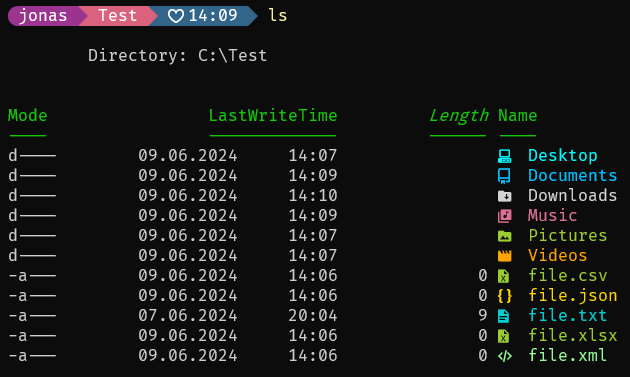 jonas Test 14:09 ls
Directory: C:\Test
Mode LastWriteTime Length Name
---- ------------- ------ ----
d---- 09.06.2024 14:07 Desktop
d---- 09.06.2024 14:09 Documents
d---- 09.06.2024 14:10 Downloads
d---- 09.06.2024 14:09 Music
d---- 09.06.2024 14:07 Pictures
d---- 09.06.2024 14:07 Videos
-a--- 09.06.2024 14:06 0 file.csv
-a--- 09.06.2024 14:06 0 {} file.json
-a--- 07.06.2024 20:04 9 file.txt
-a--- 09.06.2024 14:06 0 file.xlsx
-a--- 09.06.2024 14:06 0 </> file.xml